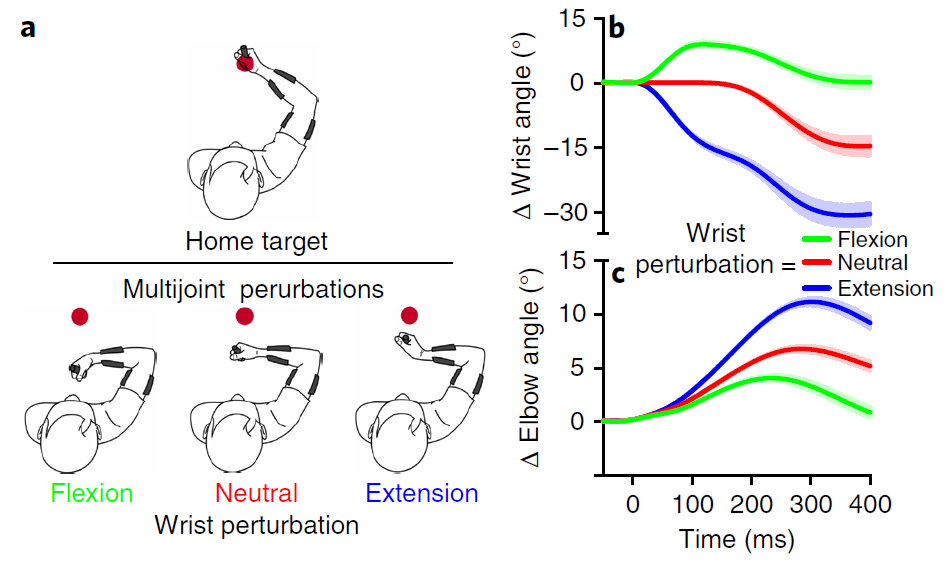 a
Home target
Multijoint perurbations
Flexion
Neutral
Extension
Wrist perturbation
b
Δ Wrist angle (°)
15
0
−15
−30
Wrist
perturbation =
Flexion
Neutral
Extension
c
Δ Elbow angle (°)
15
10
5
0
0 100 200 300 400
Time (ms)